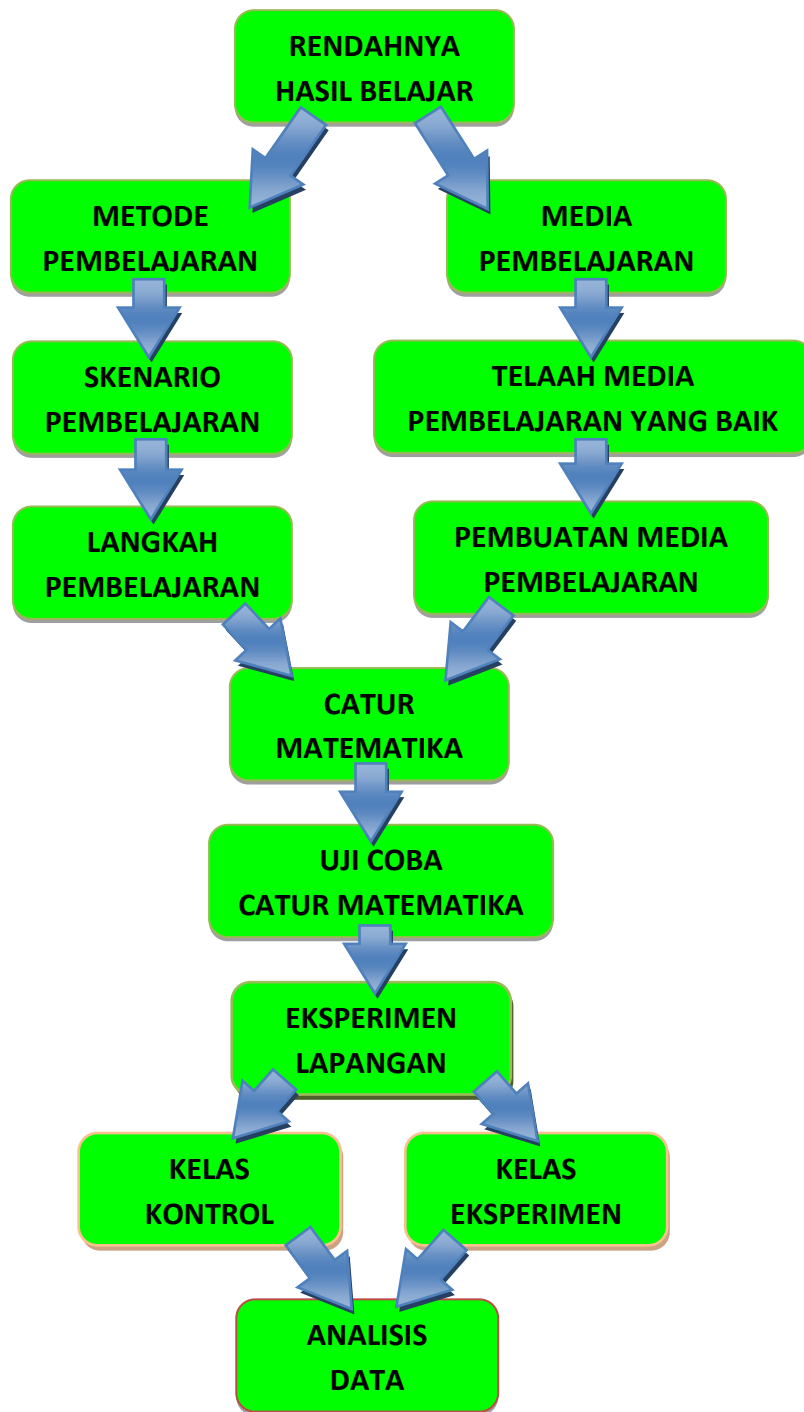 RENDAHNYA
HASIL BELAJAR
METODE
PEMBELAJARAN
MEDIA
PEMBELAJARAN
SKENARIO
PEMBELAJARAN
TELAAH MEDIA
PEMBELAJARAN YANG BAIK
LANGKAH
PEMBELAJARAN
PEMBUATAN MEDIA
PEMBELAJARAN
CATUR
MATEMATIKA
UJI COBA
CATUR MATEMATIKA
EKSPERIMEN
LAPANGAN
KELAS
KONTROL
KELAS
EKSPERIMEN
ANALISIS
DATA